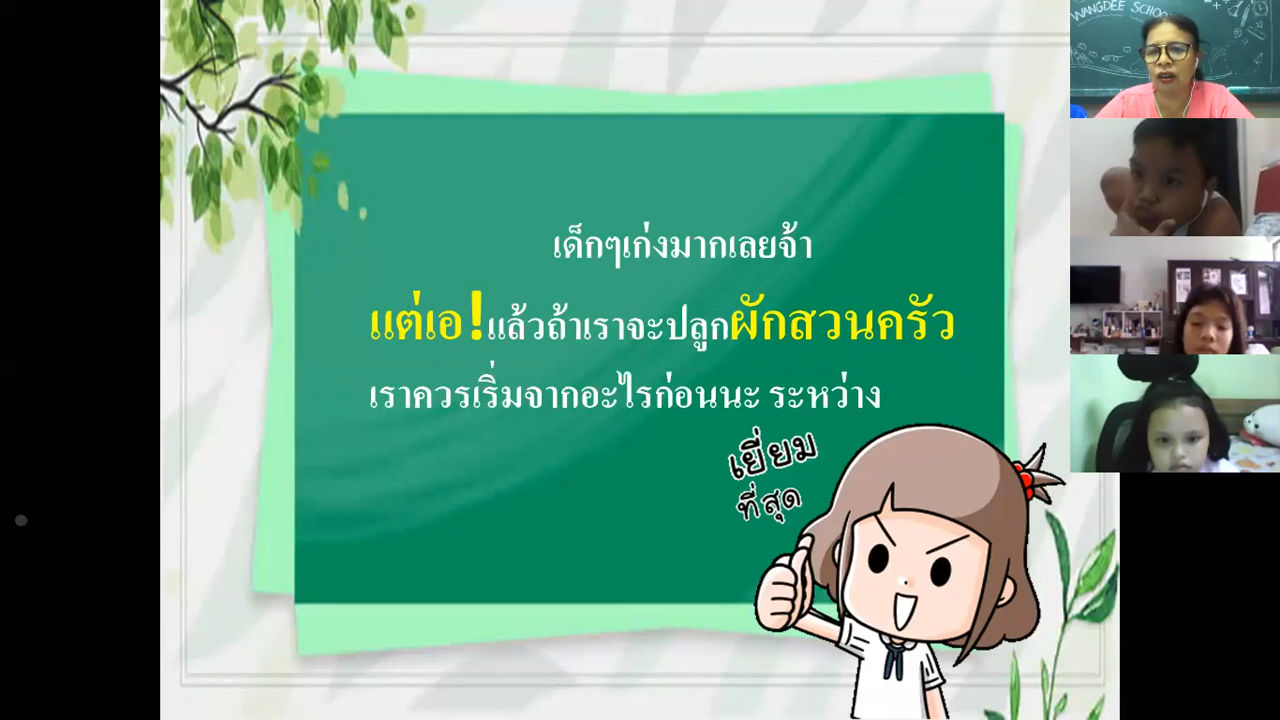 เด็กๆเก่งมากเลยจ้า
แต่เอ!แล้วถ้าเราจะปลูกผักสวนครัว
เราควรเริ่มจากอะไรก่อนนะ ระหว่าง
เยี่ยม
ที่สุด
WANGDEE SCHOOL